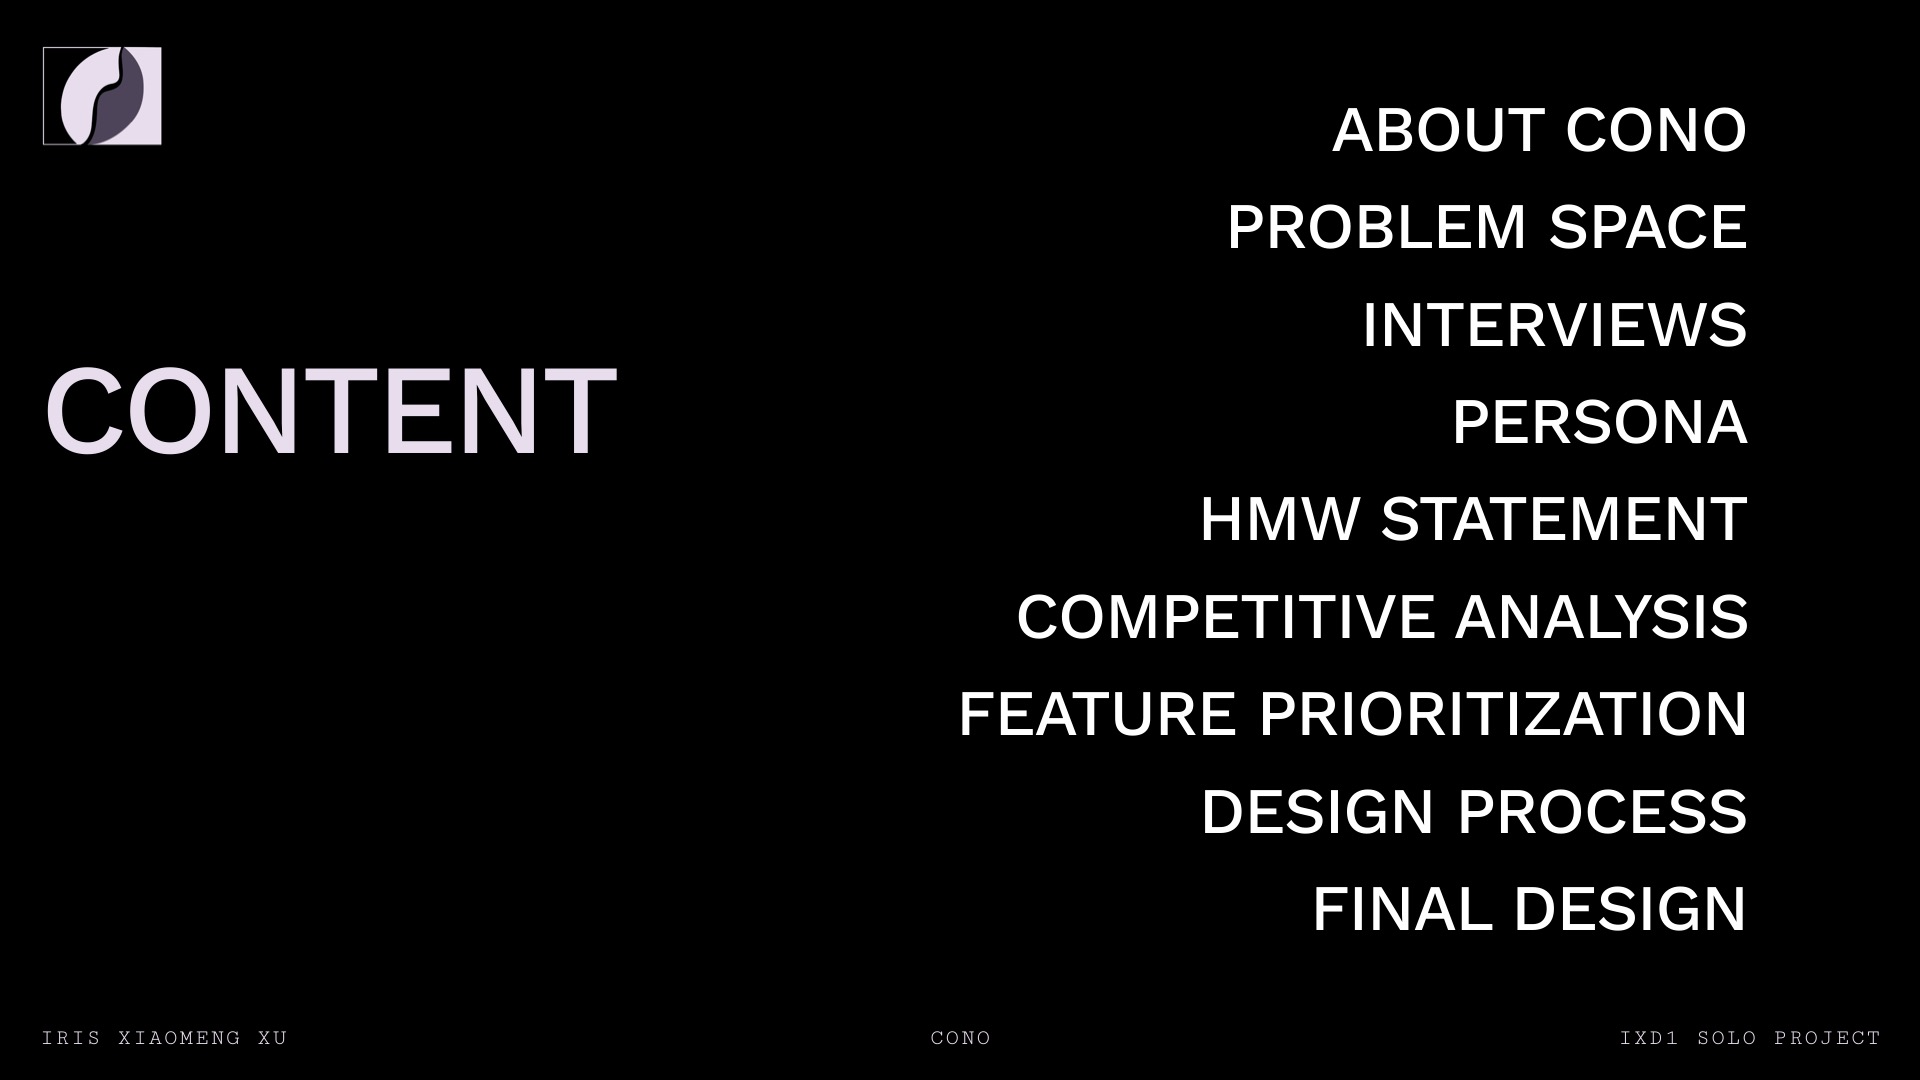 CONTENT
ABOUT CONO
PROBLEM SPACE
INTERVIEWS
PERSONA
HMW STATEMENT
COMPETITIVE ANALYSIS
FEATURE PRIORITIZATION
DESIGN PROCESS
FINAL DESIGN
IRIS XIAOMENG XU
CONO
IXD1 SOLO PROJECT